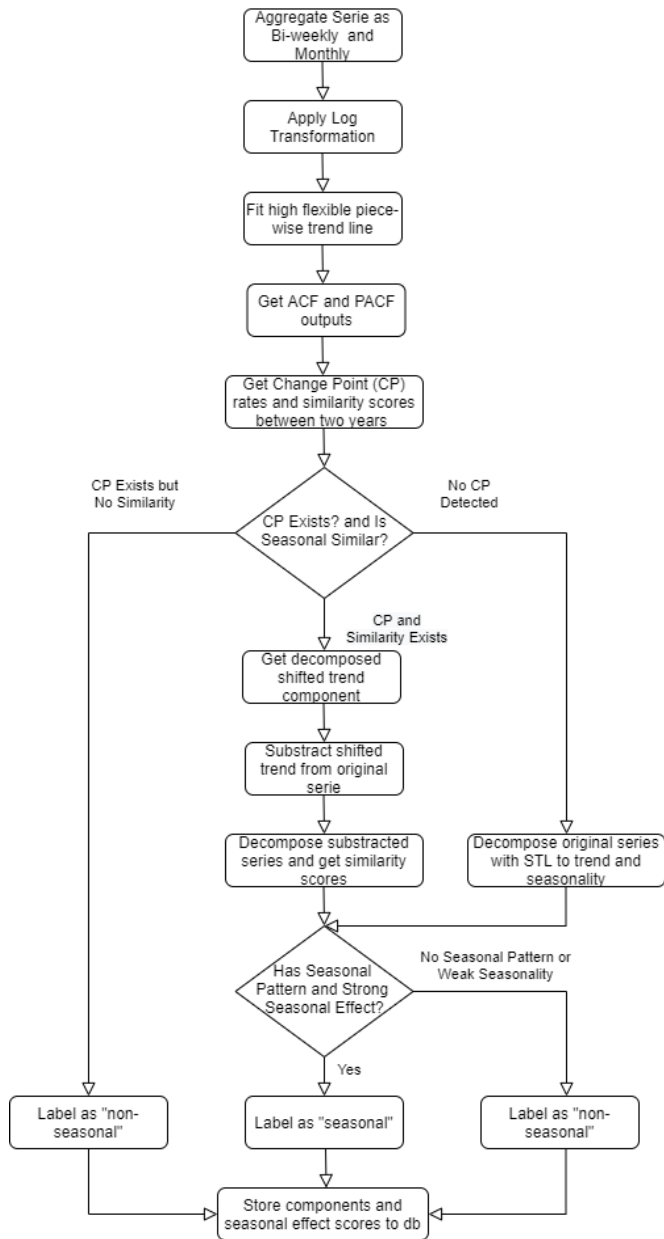 Aggregate Serie as
Bi-weekly and
Monthly
Apply Log
Transformation
Fit high flexible piece-
wise trend line
Get ACF and PACF
outputs
Get Change Point (CP)
rates and similarity scores
between two years
CP Exists but
No Similarity
No CP
Detected
CP Exists? and Is
Seasonal Similar?
CP and
Similarity Exists
Get decomposed
shifted trend
component
Substract shifted
trend from original
serie
Decompose substracted
series and get similarity
scores
Decompose original series
with STL to trend and
seasonality
Has Seasonal
Pattern and Strong
Seasonal Effect?
No Seasonal Pattern or
Weak Seasonality
Yes
Label as "non-
seasonal"
Label as "seasonal"
Label as "non-
seasonal"
Store components and
seasonal effect scores to db